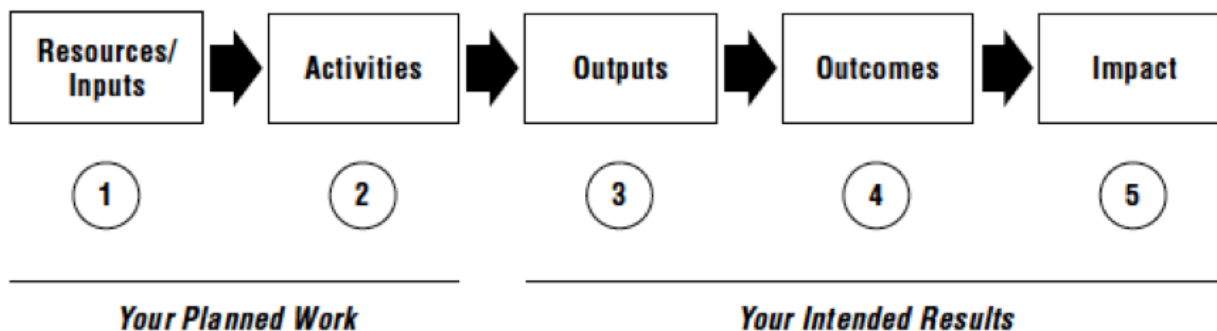 Resources/
Inputs
Activities
Outputs
Outcomes
Impact
1
2
3
4
5
Your Planned Work
Your Intended Results